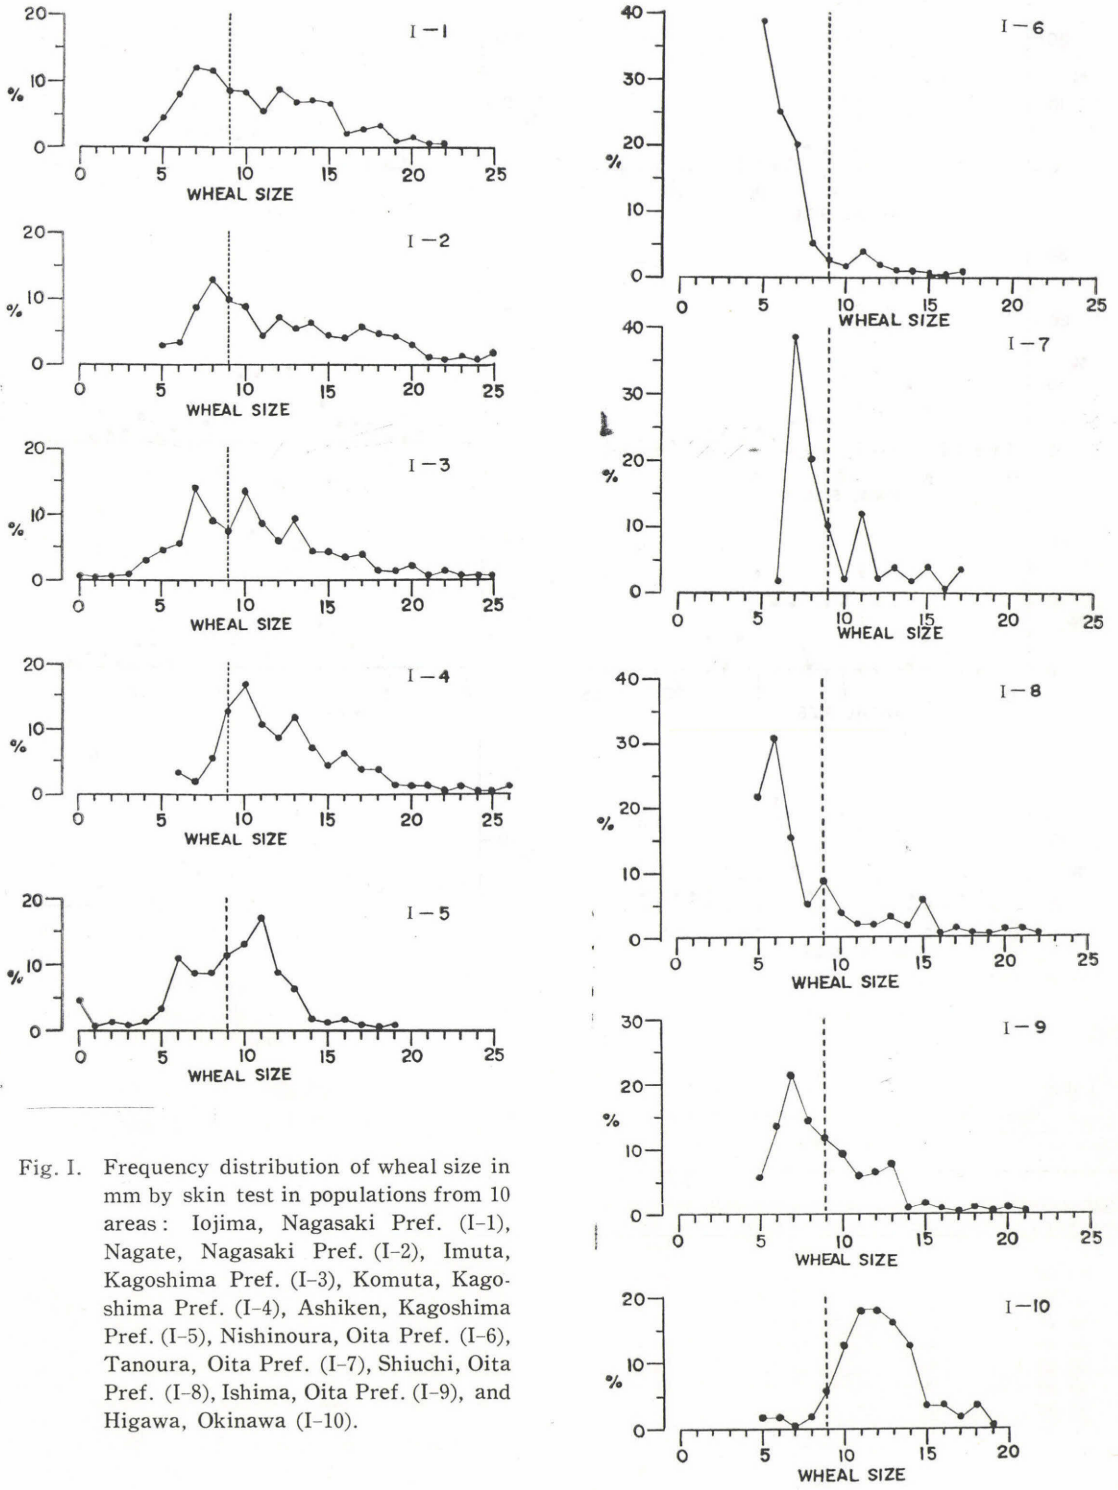 I-1
20
10
%
0
0 5 10 15 20 25
WHEAL SIZE
I-2
20
10
%
0
0 5 10 15 20 25
WHEAL SIZE
I-3
20
10
%
0
0 5 10 15 20 25
WHEAL SIZE
I-4
20
10
%
0
0 5 10 15 20 25
WHEAL SIZE
I-5
20
10
%
0
0 5 10 15 20 25
WHEAL SIZE
Fig. I. Frequency distribution of wheal size in
mm by skin test in populations from 10
areas: Iojima, Nagasaki Pref. (I-1),
Nagate, Nagasaki Pref. (I-2), Imuta,
Kagoshima Pref. (I-3), Komuta, Kago-
shima Pref. (I-4), Ashiken, Kagoshima
Pref. (I-5), Nishinoura, Oita Pref. (I-6),
Tanoura, Oita Pref. (I-7), Shiuchi, Oita
Pref. (I-8), Ishima, Oita Pref. (I-9), and
Higawa, Okinawa (I-10).
I-6
40
30
20
%
10
0
0 5 10 15 20 25
WHEAL SIZE
I-7
40
30
20
%
10
0
0 5 10 15 20 25
WHEAL SIZE
I-8
40
30
20
%
10
0
0 5 10 15 20 25
WHEAL SIZE
I-9
30
20
%
10
0
0 5 10 15 20 25
WHEAL SIZE
I-10
20
10
%
0
0 5 10 15 20
WHEAL SIZE